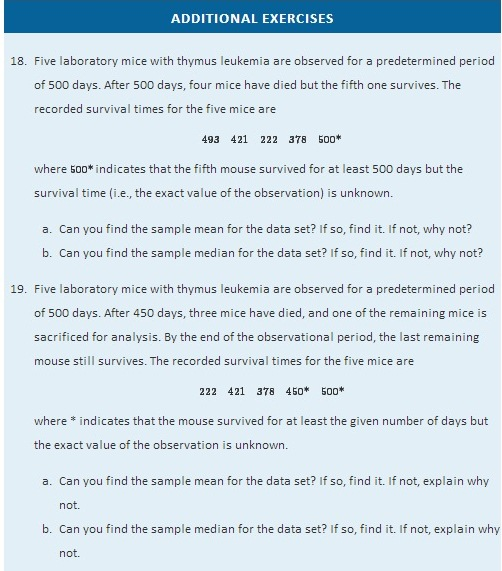 ADDITIONAL EXERCISES
18. Five laboratory mice with thymus leukemia are observed for a predetermined period
of 500 days. After 500 days, four mice have died but the fifth one survives. The
recorded survival times for the five mice are
493 421 222 378 500*
where 500* indicates that the fifth mouse survived for at least 500 days but the
survival time (i.e., the exact value of the observation) is unknown.
a. Can you find the sample mean for the data set? If so, find it. If not, why not?
b. Can you find the sample median for the data set? If so, find it. If not, why not?
19. Five laboratory mice with thymus leukemia are observed for a predetermined period
of 500 days. After 450 days, three mice have died, and one of the remaining mice is
sacrificed for analysis. By the end of the observational period, the last remaining
mouse still survives. The recorded survival times for the five mice are
222 421 378 450* 500*
where * indicates that the mouse survived for at least the given number of days but
the exact value of the observation is unknown.
a. Can you find the sample mean for the data set? If so, find it. If not, explain why
not.
b. Can you find the sample median for the data set? If so, find it. If not, explain why
not.